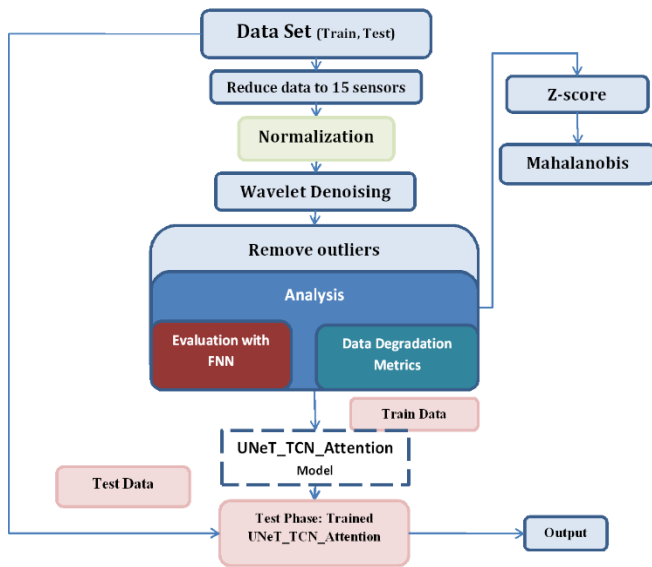 Data Set (Train, Test)
Reduce data to 15 sensors
Z-score
Normalization
Mahalanobis
Wavelet Denoising
Remove outliers
Analysis
Evaluation with
FNN
Data Degradation
Metrics
Train Data
UNeT_TCN_Attention
Model
Test Data
Test Phase: Trained
UNeT_TCN_Attention
Output